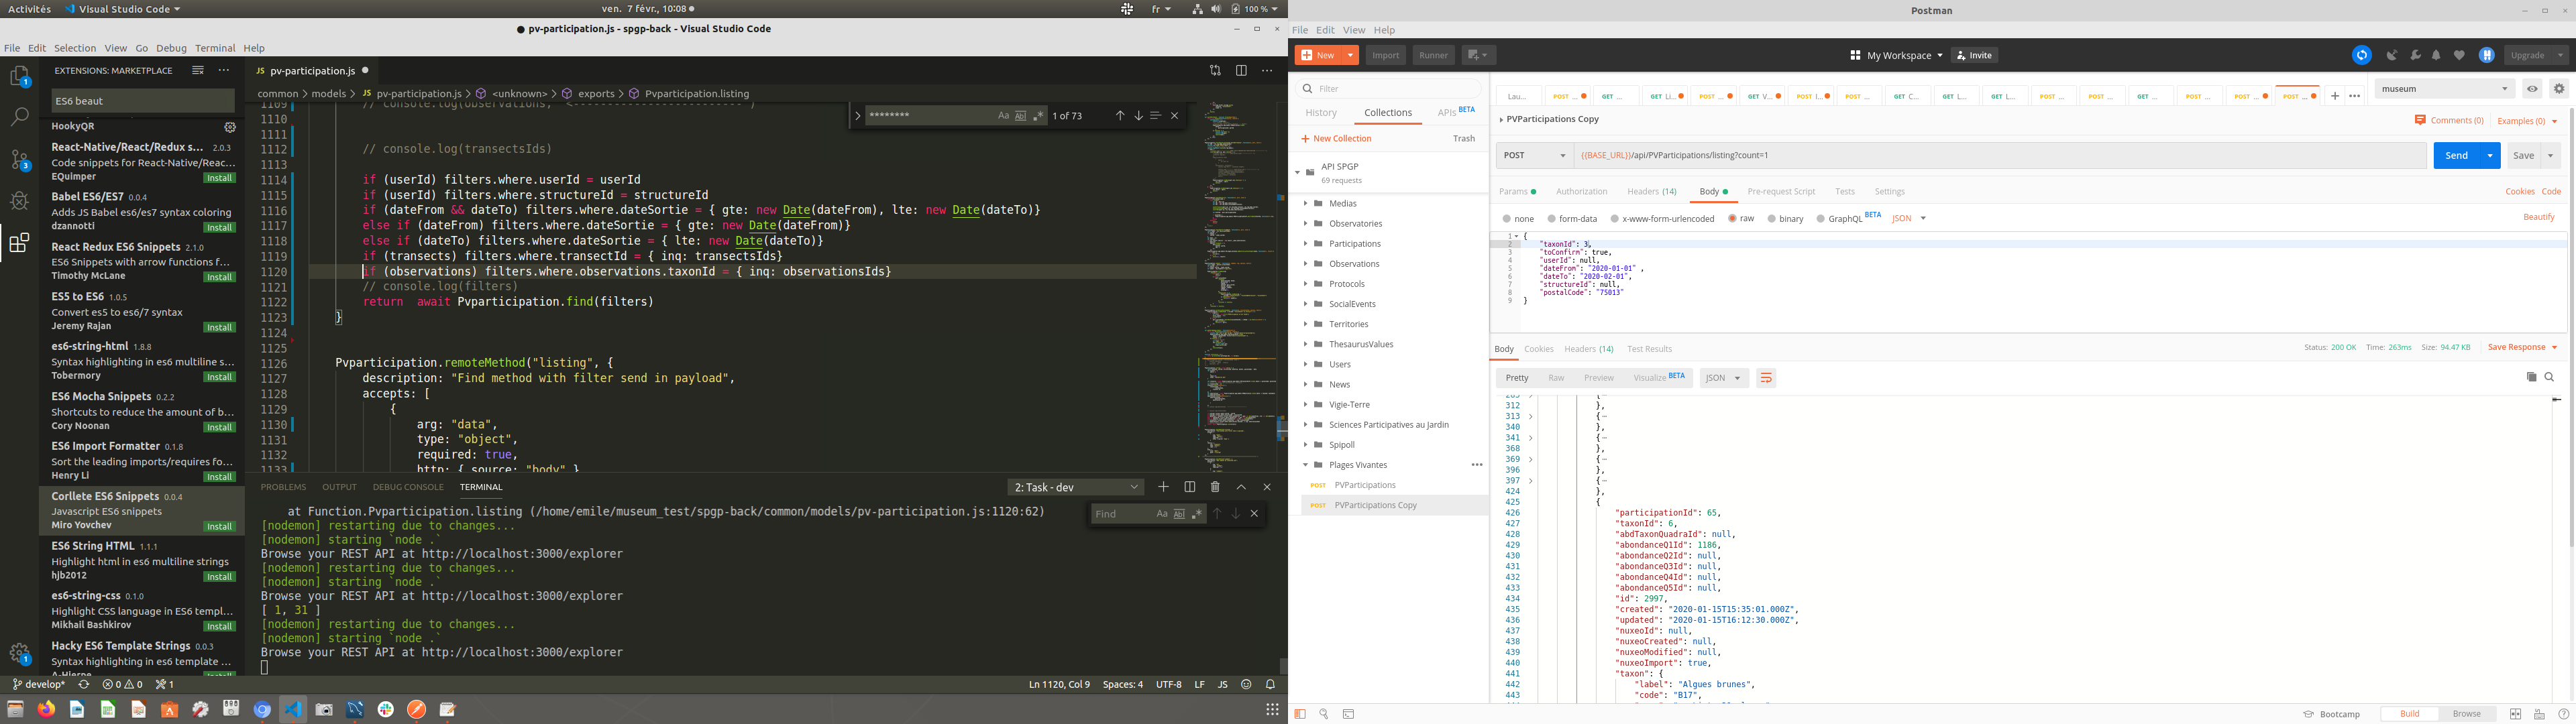 Activités
Visual Studio Code
ven. 7 févr., 10:08
fr
100 %
pv-participation.js - spgp-back - Visual Studio Code
File Edit Selection View Go Debug Terminal Help
EXTENSIONS: MARKETPLACE
ES6 beaut
HookyQR
React-Native/React/Redux s... 2.0.3
Code snippets for React-Native/Reac...
EQuimper Install
Babel ES6/ES7 0.0.4
Adds JS Babel es6/es7 syntax coloring
dzannotti Install
React Redux ES6 Snippets 2.1.0
ES6 Snippets with arrow functions f...
Timothy McLane Install
ES5 to ES6 1.0.5
Convert es5 to es6/7 syntax
Jeremy Rajan Install
es6-string-html 1.8.8
Syntax highlighting in es6 multiline s...
Tobermory Install
ES6 Mocha Snippets 0.2.2
Shortcuts to reduce the amount of b...
Cory Noonan Install
ES6 Import Formatter 0.1.8
Sort the leading imports/requires fo...
Henry Li Install
Corllete ES6 Snippets 0.0.4
Javascript ES6 snippets
Miro Yovchev Install
ES6 String HTML 1.1.1
Highlight html in es6 multiline strings
hjb2012 Install
es6-string-css 0.1.0
Highlight CSS language in ES6 templ...
Mikhail Bashkirov Install
Hacky ES6 Template Strings 0.0.3
Syntax highlighting in es6 template ...
Install
JS pv-participation.js
common > models > JS pv-participation.js > <unknown> > exports > Pvparticipation.listing
******** Aa Abl .* 1 of 73
1109 // console.log(observations,
1110
1111
1112 // console.log(transectsIds)
1113
1114 if (userId) filters.where.userId = userId
1115 if (userId) filters.where.structureId = structureId
1116 if (dateFrom && dateTo) filters.where.dateSortie = { gte: new Date(dateFrom), lte: new Date(dateTo)}
1117 else if (dateFrom) filters.where.dateSortie = { gte: new Date(dateFrom)}
1118 else if (dateTo) filters.where.dateSortie = { lte: new Date(dateTo)}
1119 if (transects) filters.where.transectId = { inq: transectsIds}
1120 if (observations) filters.where.observations.taxonId = { inq: observationsIds}
1121 // console.log(filters)
1122 return await Pvparticipation.find(filters)
1123 }
1124
1125
1126 Pvparticipation.remoteMethod("listing", {
1127 description: "Find method with filter send in payload",
1128 accepts: [
1129 {
1130 arg: "data",
1131 type: "object",
1132 required: true,
1133 http: { source: "body" }
PROBLEMS OUTPUT DEBUG CONSOLE TERMINAL 2: Task - dev
Find Aa Abl .*
at Function.Pvparticipation.listing (/home/emile/museum_test/spgp-back/common/models/pv-participation.js:1120:62)
[nodemon] restarting due to changes...
[nodemon] starting `node .`
Browse your REST API at http://localhost:3000/explorer
[nodemon] restarting due to changes...
[nodemon] starting `node .`
Browse your REST API at http://localhost:3000/explorer
[ 1, 31 ]
[nodemon] restarting due to changes...
[nodemon] starting `node .`
Browse your REST API at http://localhost:3000/explorer
develop* 0 0 1 Ln 1120, Col 9 Spaces: 4 UTF-8 LF JS
Postman
File Edit View Help
New Import Runner My Workspace Invite Upgrade
Filter
History Collections APIs BETA
New Collection Trash
API SPGP
69 requests
Medias
Observatories
Participations
Observations
Protocols
SocialEvents
Territories
ThesaurusValues
Users
News
Vigie-Terre
Sciences Participatives au Jardin
Spipoll
Plages Vivantes
POST PVParticipations
POST PVParticipations Copy
Lau... POST ... GET ... Li... POST ... V... POST I... POST ... C... L... L... POST ... POST ... GET ... POST ... POST ... POST ... museum
PVParticipations Copy Comments (0) Examples (0)
POST {{BASE_URL}}/api/PVParticipations/listing?count=1 Send Save
Params Authorization Headers (14) Body Pre-request Script Tests Settings Cookies Code
none form-data x-www-form-urlencoded raw binary GraphQL BETA JSON Beautify
1 {
2 "taxonId": 3,
3 "toConfirm": true,
4 "userId": null,
5 "dateFrom": "2020-01-01" ,
6 "dateTo": "2020-02-01",
7 "structureId": null,
8 "postalCode": "75013"
9 }
Body Cookies Headers (14) Test Results Status: 200 OK Time: 263ms Size: 94.47 KB Save Response
Pretty Raw Preview Visualize BETA JSON
312 },
313 {
340 },
341 {
368 },
369 {
396 },
397 {
424 },
425 {
426 "participationId": 65,
427 "taxonId": 6,
428 "abdTaxonQuadraId": null,
429 "abondanceQ1Id": 1186,
430 "abondanceQ2Id": null,
431 "abondanceQ3Id": null,
432 "abondanceQ4Id": null,
433 "abondanceQ5Id": null,
434 "id": 2997,
435 "created": "2020-01-15T15:35:01.000Z",
436 "updated": "2020-01-15T16:12:30.000Z",
437 "nuxeoId": null,
438 "nuxeoCreated": null,
439 "nuxeoModified": null,
440 "nuxeoImport": true,
441 "taxon": {
442 "label": "Algues brunes",
443 "code": "B17",
Bootcamp Build Browse